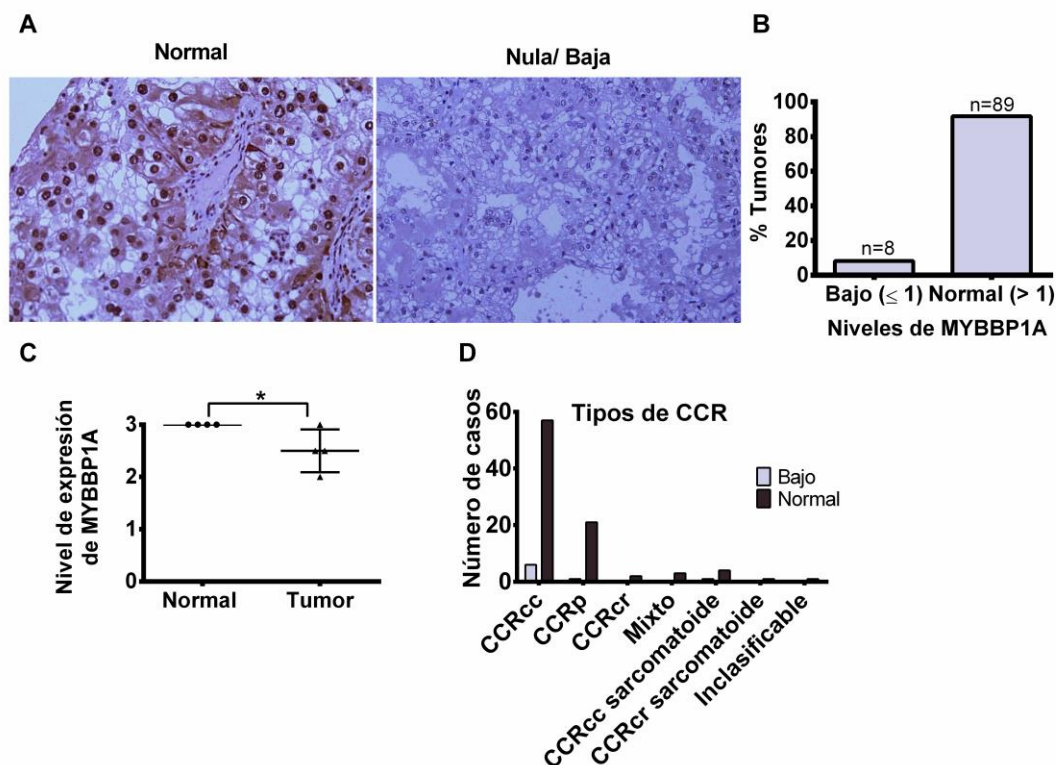 A
Normal
Nula/ Baja
B
% Tumores
100
80
60
40
20
0
n=8
n=89
Bajo (≤ 1) Normal (> 1)
Niveles de MYBBP1A
C
Nivel de expresión
de MYBBP1A
3
2
1
0
*
Normal
Tumor
D
Tipos de CCR
Número de casos
60
40
20
0
Bajo
Normal
CCRcc
CCRp
CCRcr
Mixto
CCRcc sarcomatoide
CCRcr sarcomatoide
Inclasificable